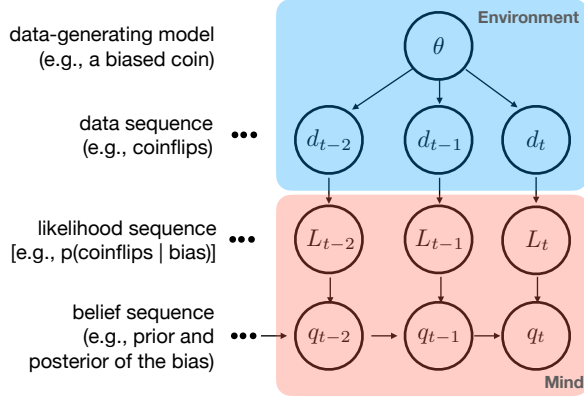 Environment
data-generating model
(e.g., a biased coin)
θ
data sequence
(e.g., coinflips)
••• d_{t−2} d_{t−1} d_t
likelihood sequence
[e.g., p(coinflips | bias)]
••• L_{t−2} L_{t−1} L_t
belief sequence
(e.g., prior and
posterior of the bias)
••• q_{t−2} q_{t−1} q_t
Mind